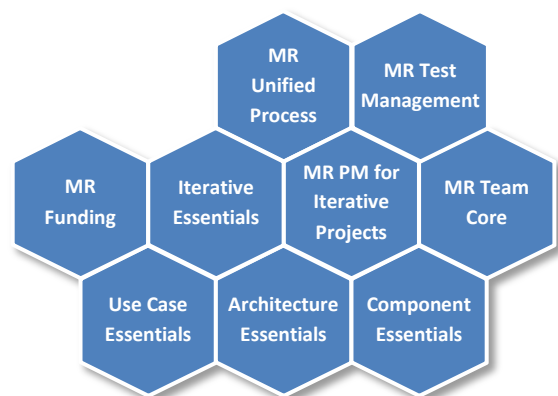 MR
Unified
Process
MR Test
Management
MR
Funding
Iterative
Essentials
MR PM for
Iterative
Projects
MR Team
Core
Use Case
Essentials
Architecture
Essentials
Component
Essentials